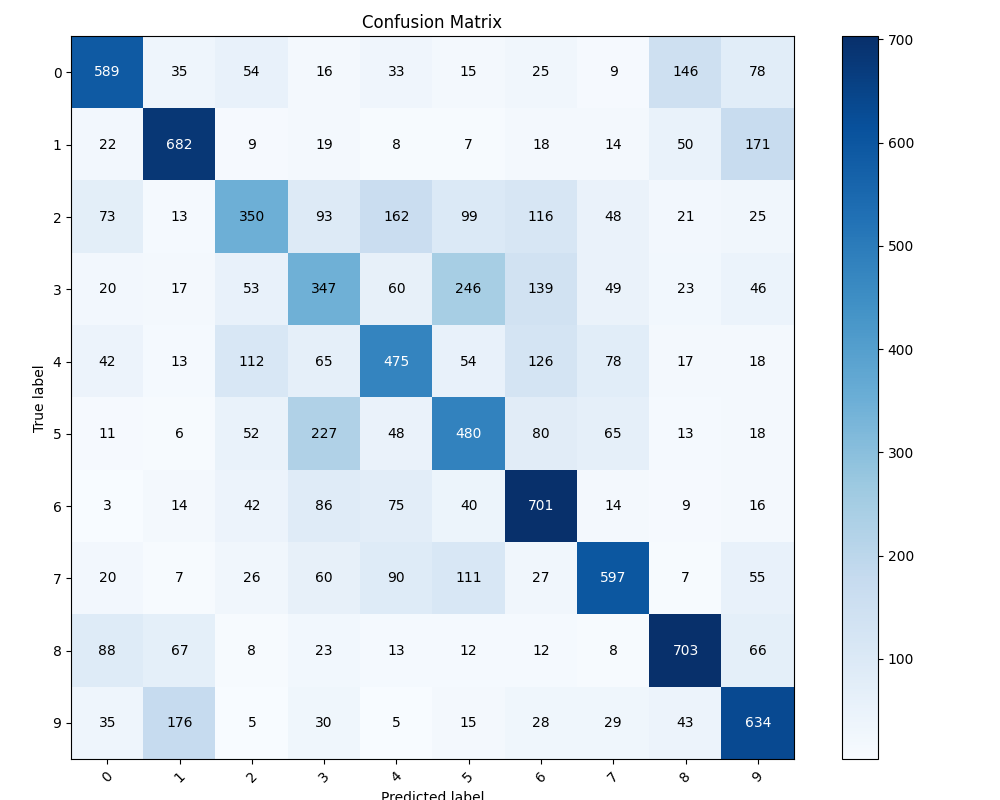 Confusion Matrix
0 589 35 54 16 33 15 25 9 146 78
1 22 682 9 19 8 7 18 14 50 171
2 73 13 350 93 162 99 116 48 21 25
3 20 17 53 347 60 246 139 49 23 46
4 42 13 112 65 475 54 126 78 17 18
5 11 6 52 227 48 480 80 65 13 18
6 3 14 42 86 75 40 701 14 9 16
7 20 7 26 60 90 111 27 597 7 55
8 88 67 8 23 13 12 12 8 703 66
9 35 176 5 30 5 15 28 29 43 634
0 1 2 3 4 5 6 7 8 9
True label
Predicted label
700
600
500
400
300
200
100